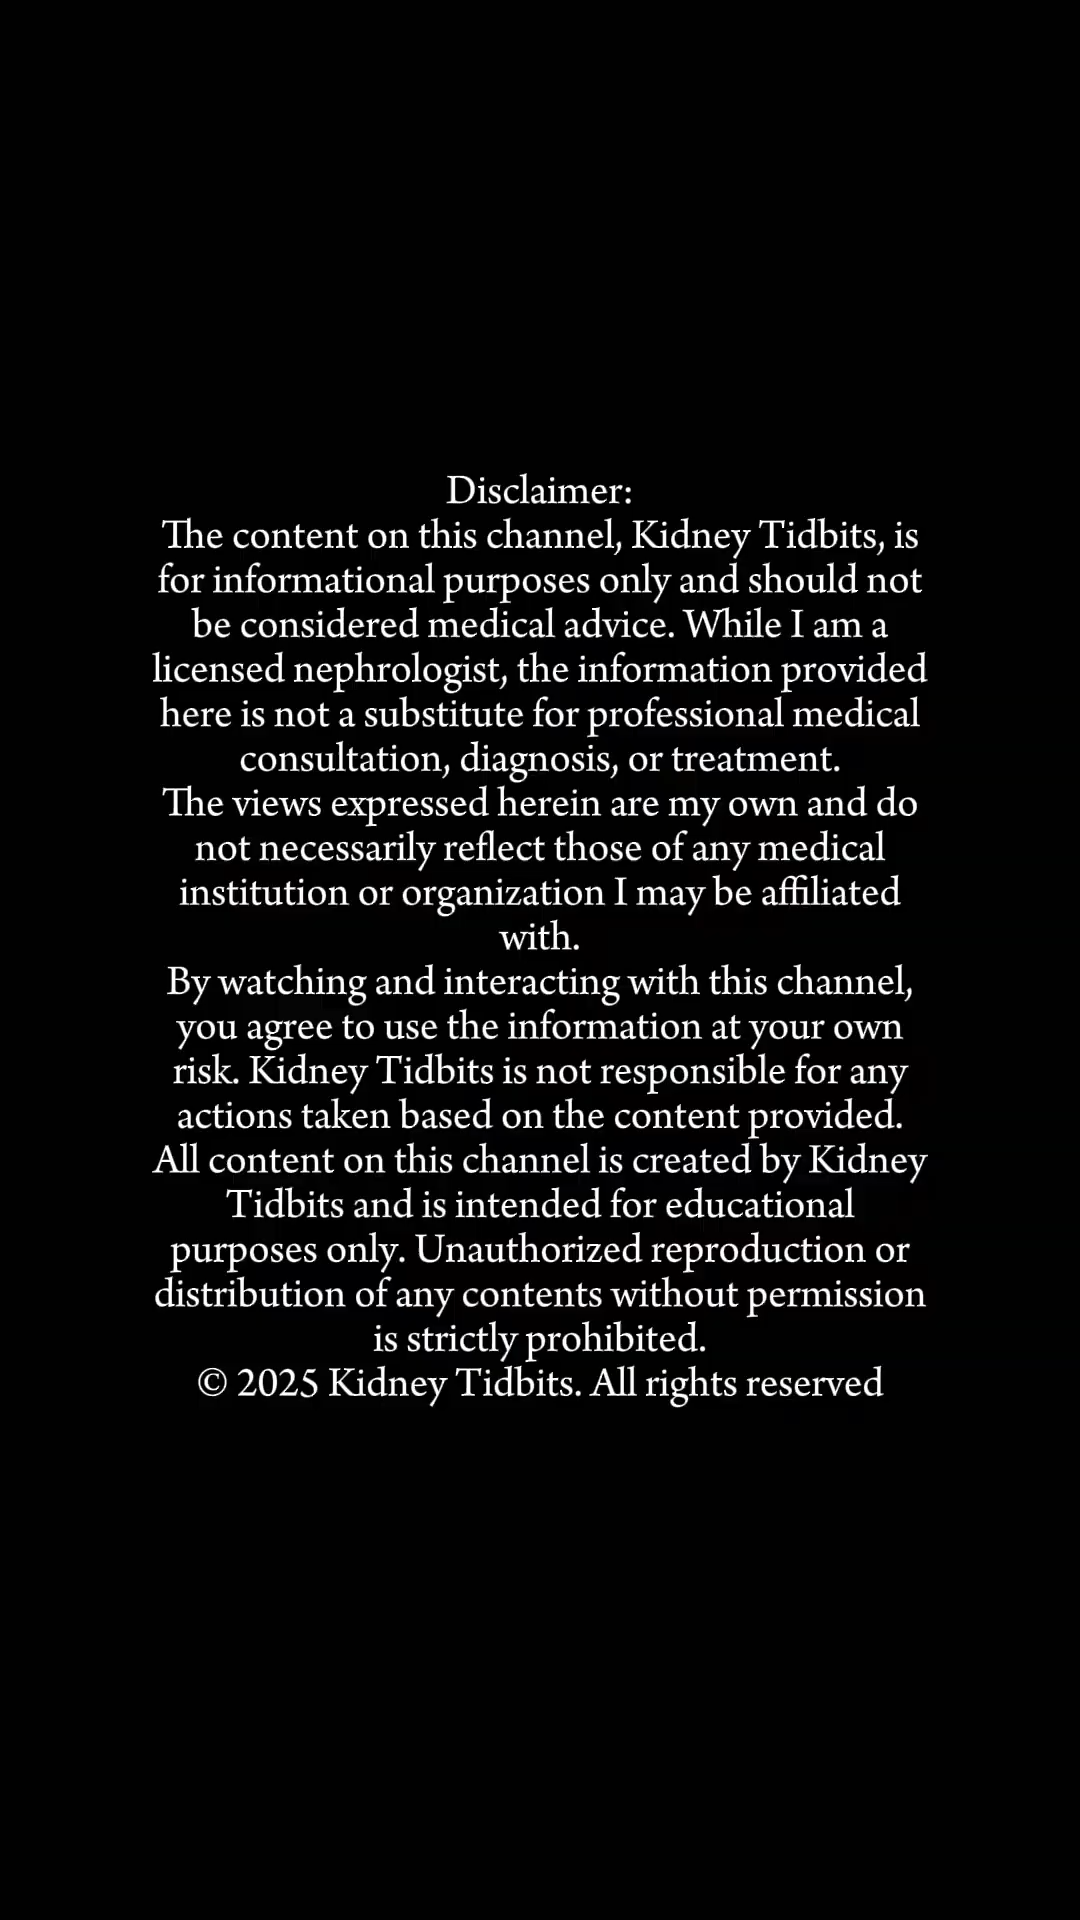 Disclaimer:
The content on this channel, Kidney Tidbits, is
for informational purposes only and should not
be considered medical advice. While I am a
licensed nephrologist, the information provided
here is not a substitute for professional medical
consultation, diagnosis, or treatment.
The views expressed herein are my own and do
not necessarily reflect those of any medical
institution or organization I may be affiliated
with.
By watching and interacting with this channel,
you agree to use the information at your own
risk. Kidney Tidbits is not responsible for any
actions taken based on the content provided.
All content on this channel is created by Kidney
Tidbits and is intended for educational
purposes only. Unauthorized reproduction or
distribution of any contents without permission
is strictly prohibited.
© 2025 Kidney Tidbits. All rights reserved